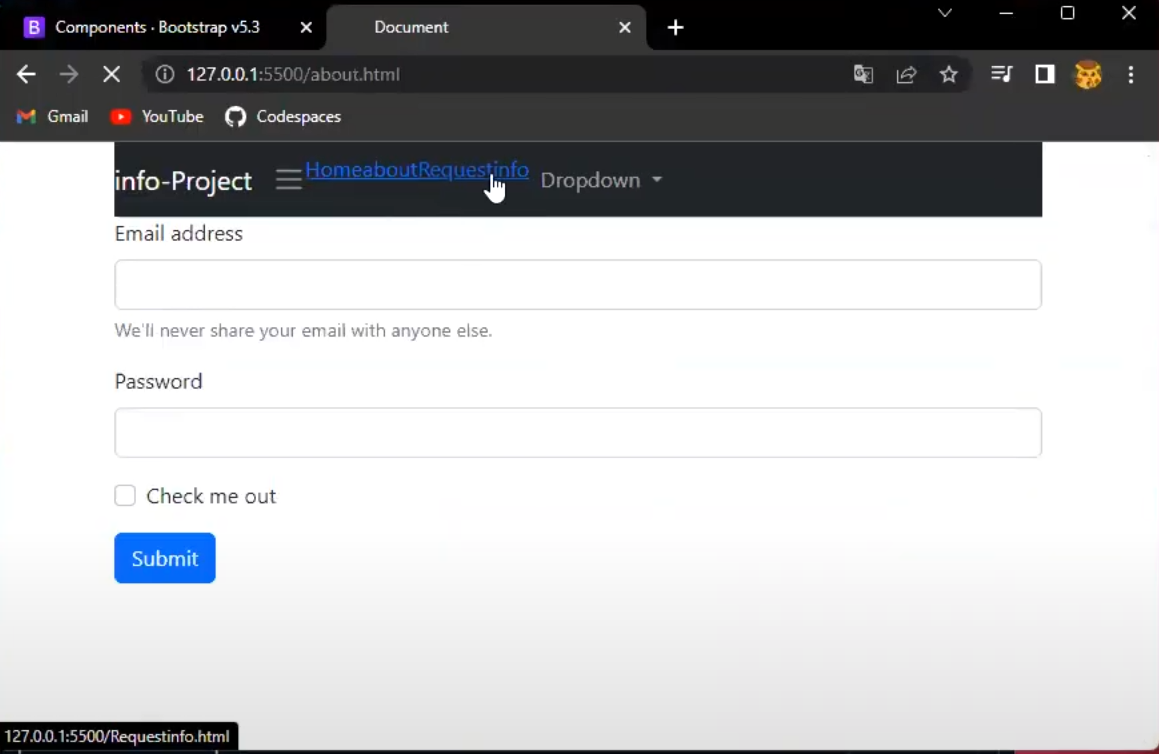 B Components · Bootstrap v5.3
Document
127.0.0.1:5500/about.html
Gmail YouTube Codespaces
info-Project HomeaboutRequestinfo Dropdown
Email address
We'll never share your email with anyone else.
Password
Check me out
Submit
127.0.0.1:5500/Requestinfo.html